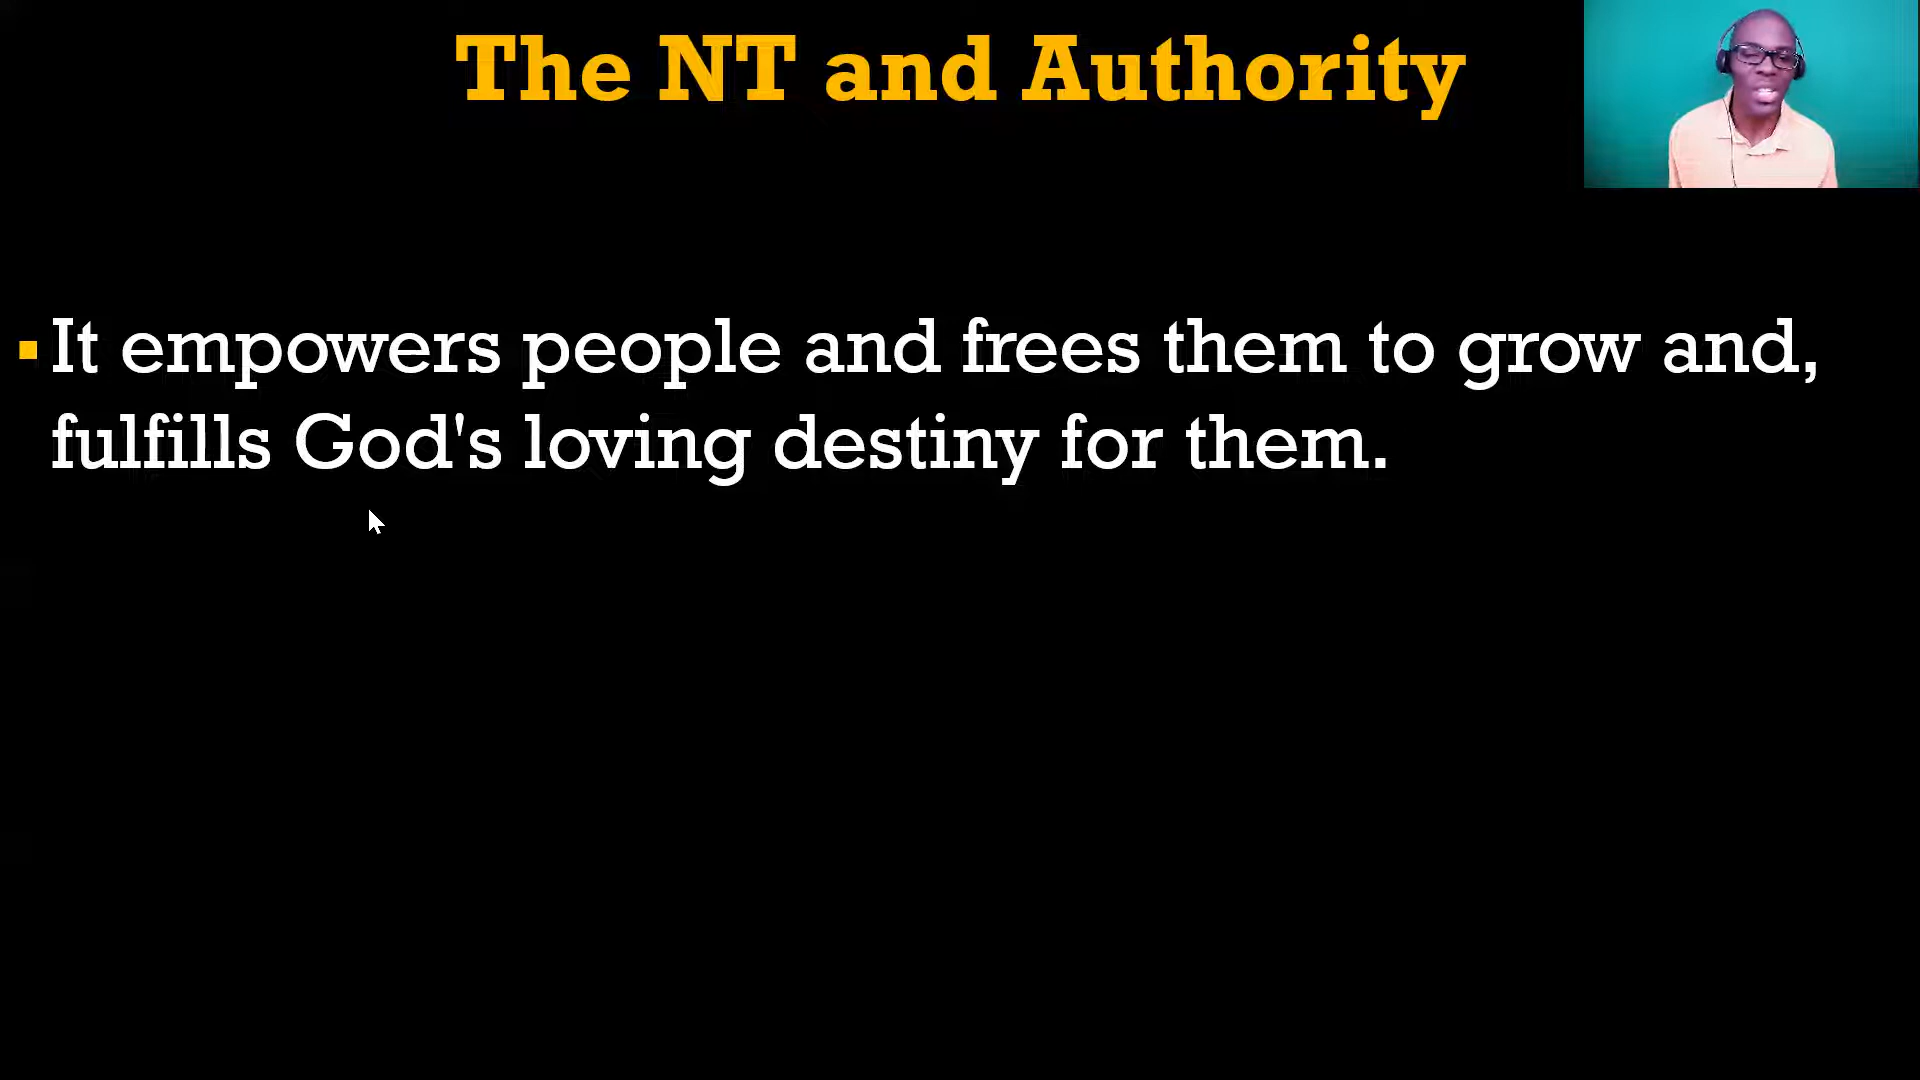 The NT and Authority
It empowers people and frees them to grow and,
fulfills God's loving destiny for them.